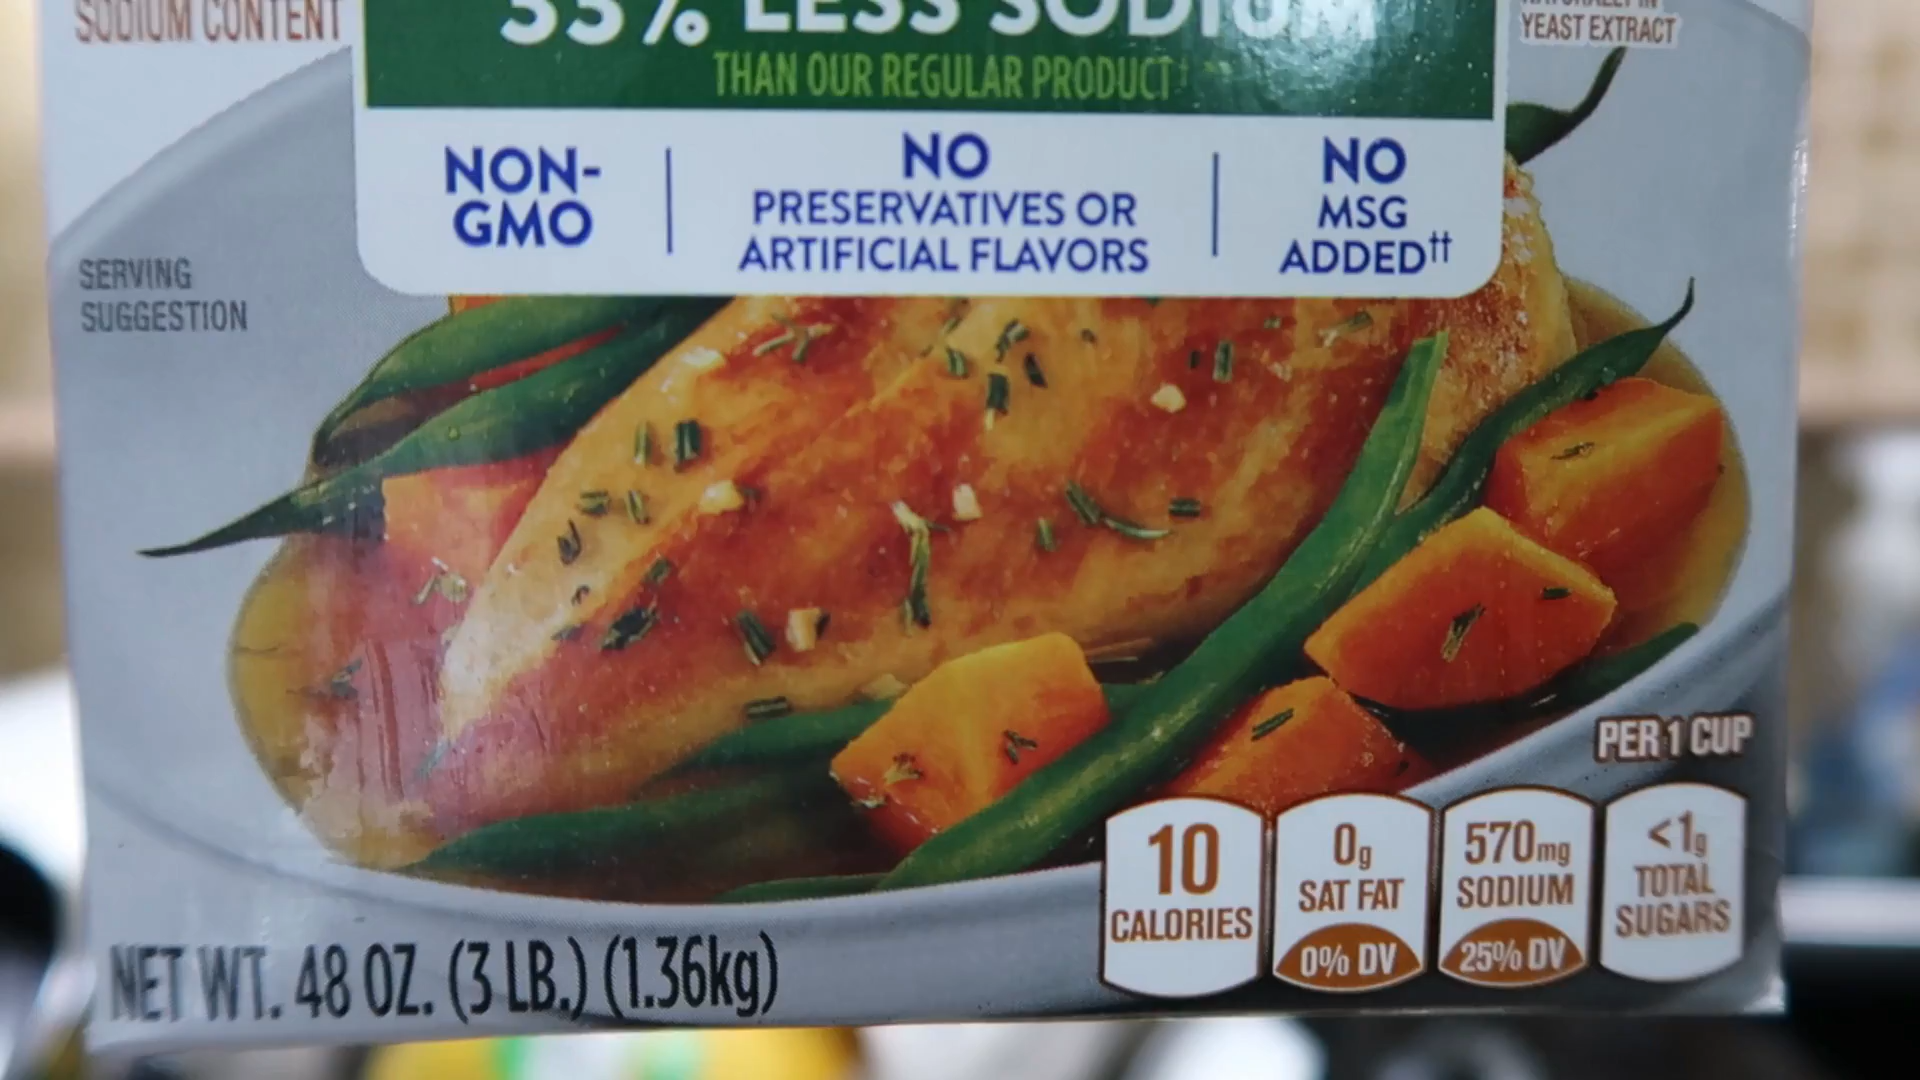 SODIUM CONTENT
33% LESS SODIUM
THAN OUR REGULAR PRODUCT†
NATURALLY IN
YEAST EXTRACT
NON-
GMO
NO
PRESERVATIVES OR
ARTIFICIAL FLAVORS
NO
MSG
ADDED††
SERVING
SUGGESTION
PER 1 CUP
10
CALORIES
0g
SAT FAT
0% DV
570mg
SODIUM
25% DV
<1g
TOTAL
SUGARS
NET WT. 48 OZ. (3 LB.) (1.36kg)